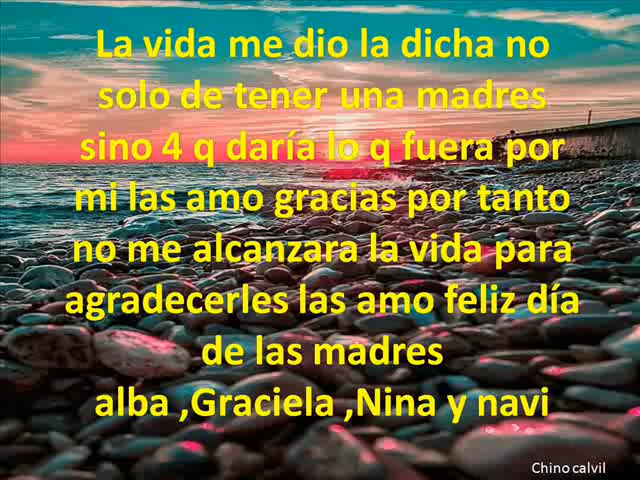 La vida me dio la dicha no
solo de tener una madres
sino 4 q daría lo q fuera por
mi las amo gracias por tanto
no me alcanzara la vida para
agradecerles las amo feliz día
de las madres
alba ,Graciela ,Nina y navi
Chino calvil